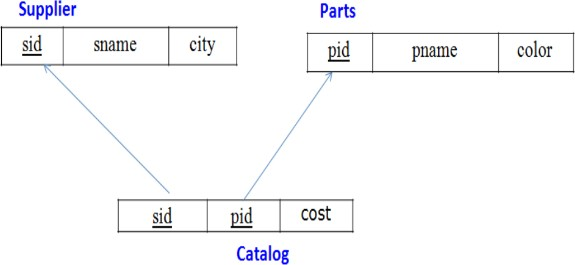 Supplier
Parts
sid sname city
pid pname color
sid pid cost
Catalog